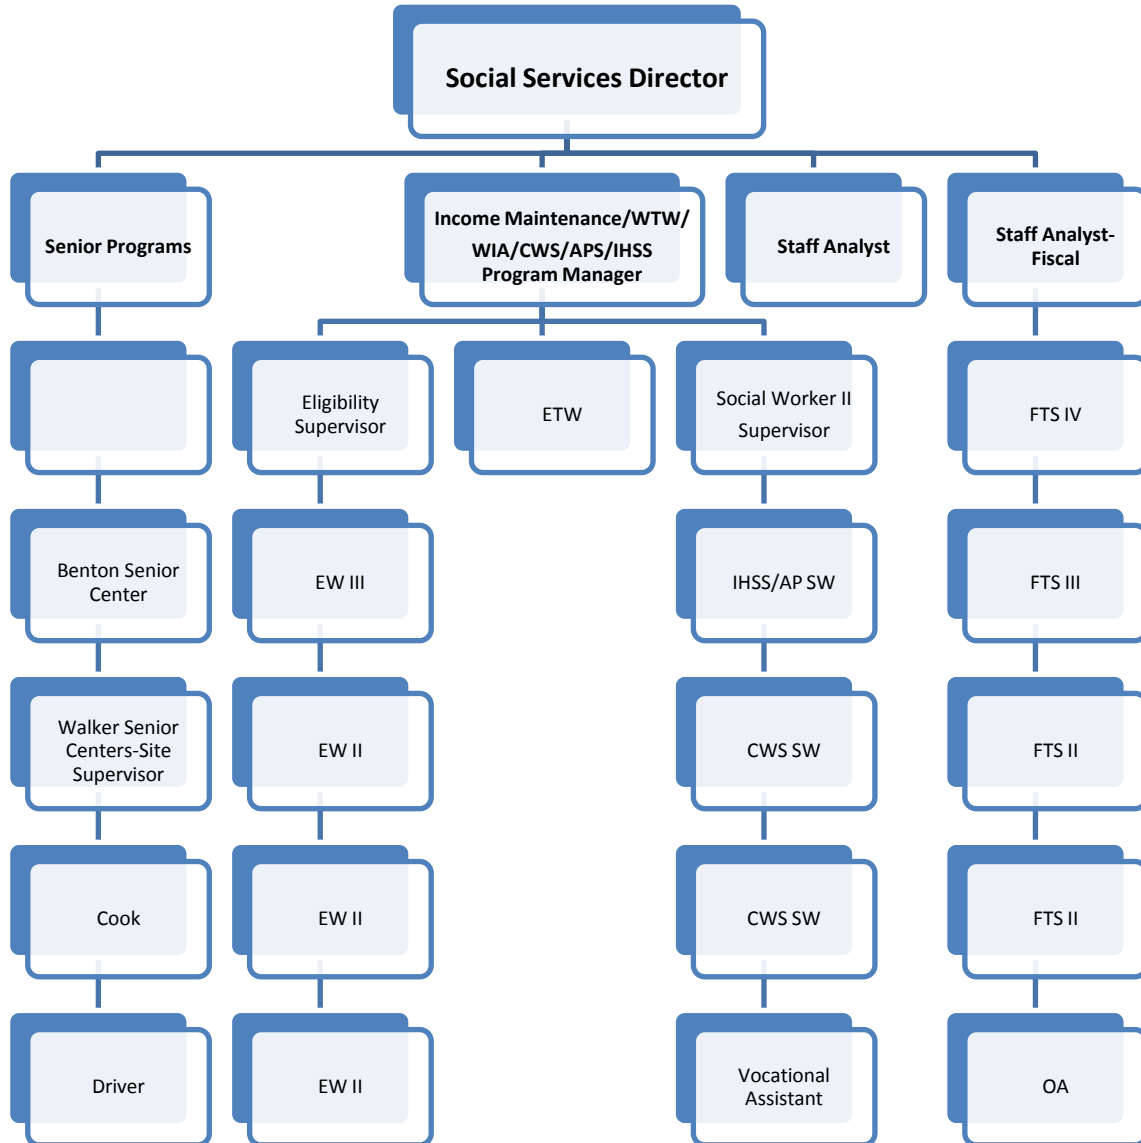 Social Services Director
Senior Programs
Income Maintenance/WTW/
WIA/CWS/APS/IHSS
Program Manager
Staff Analyst
Staff Analyst-
Fiscal
Eligibility
Supervisor
ETW
Social Worker II
Supervisor
FTS IV
Benton Senior
Center
EW III
IHSS/AP SW
FTS III
Walker Senior
Centers-Site
Supervisor
EW II
CWS SW
FTS II
Cook
EW II
CWS SW
FTS II
Driver
EW II
Vocational
Assistant
OA